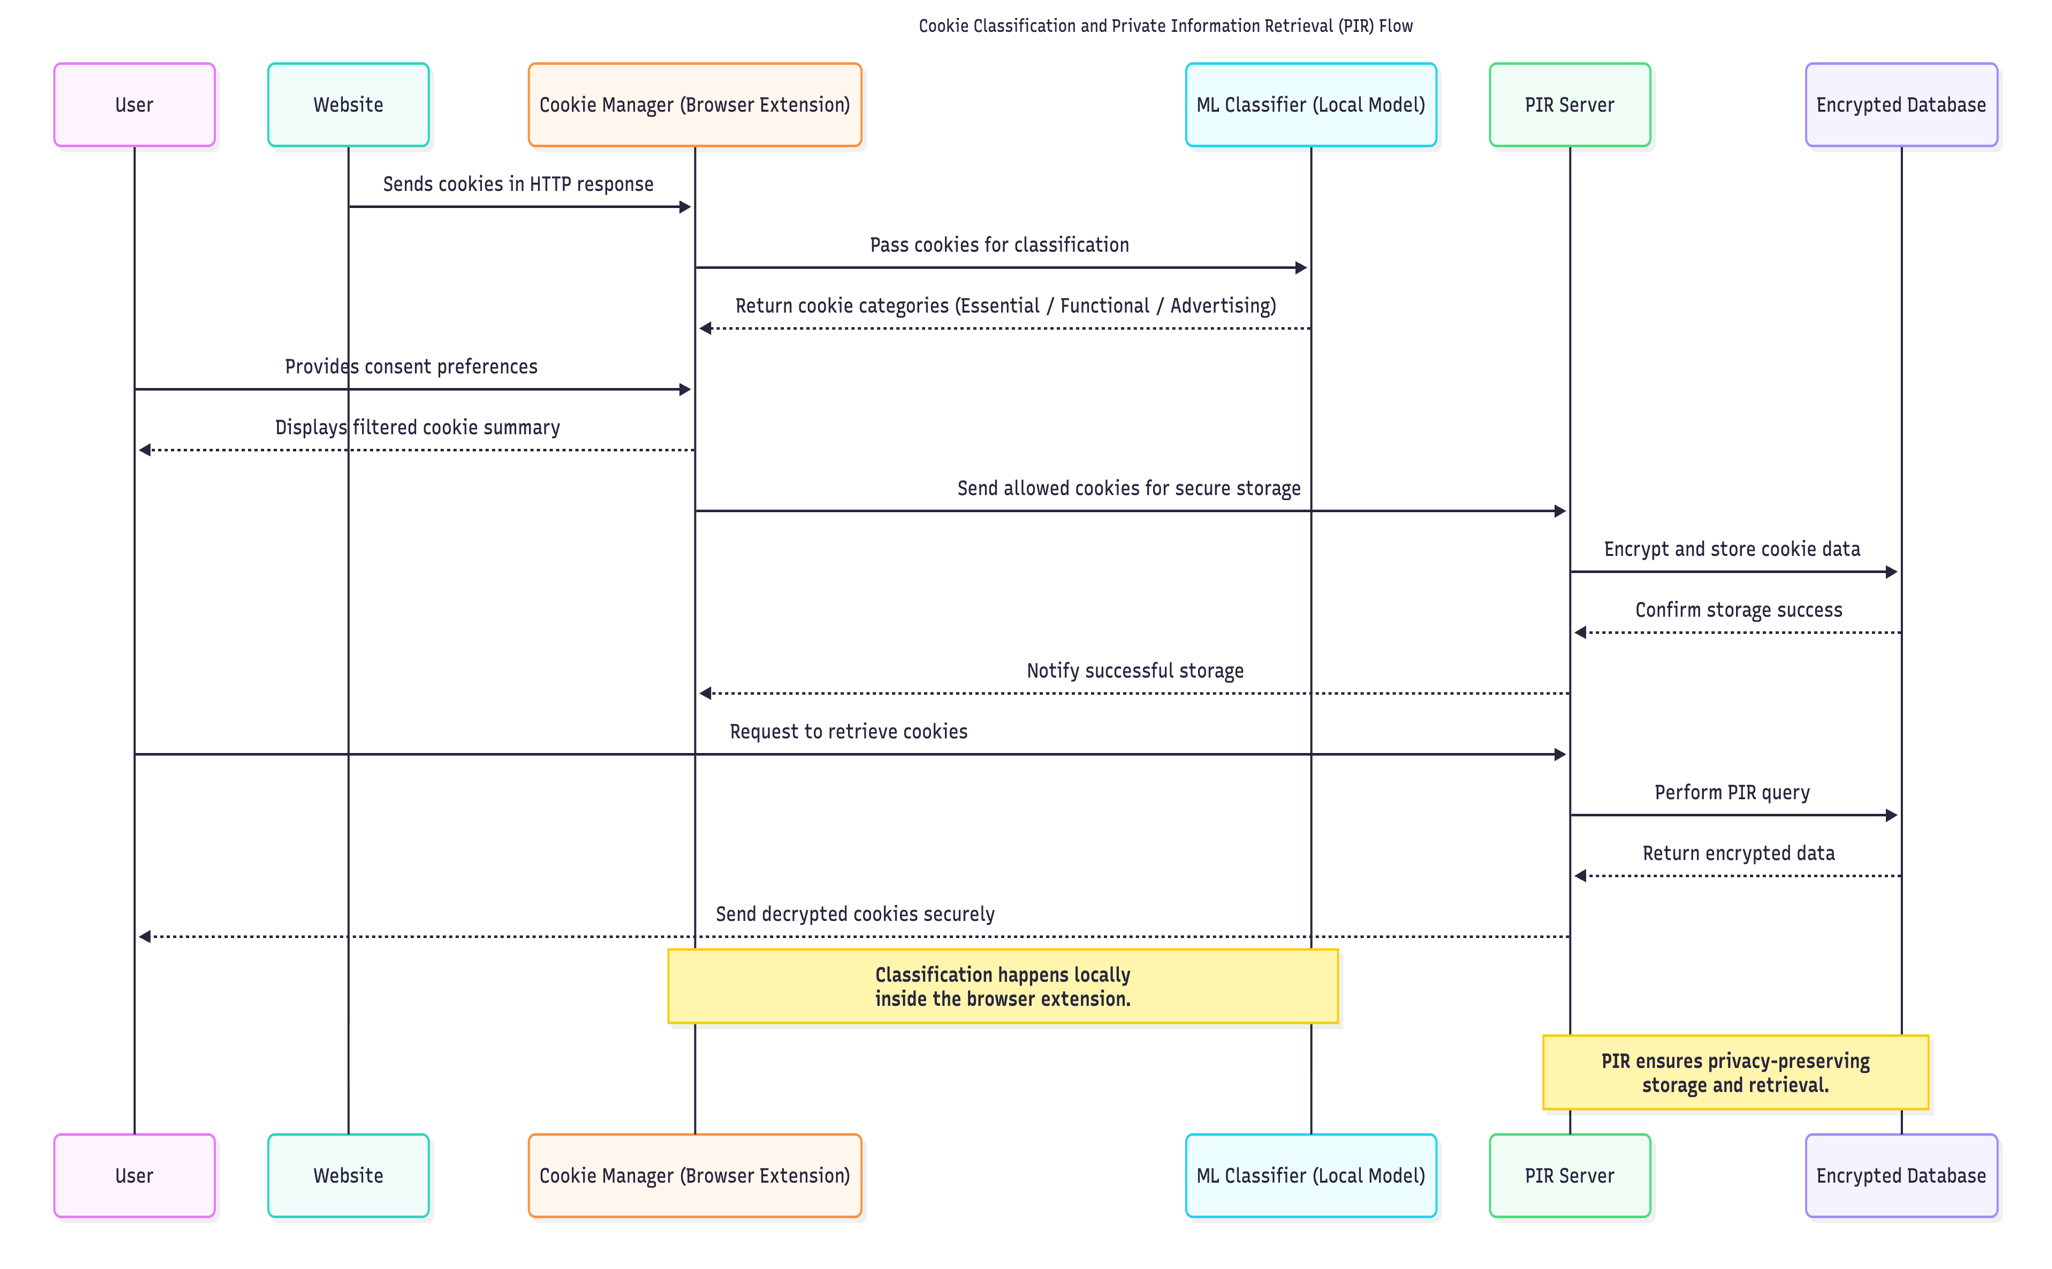 Cookie Classification and Private Information Retrieval (PIR) Flow
User
Website
Cookie Manager (Browser Extension)
ML Classifier (Local Model)
PIR Server
Encrypted Database
Sends cookies in HTTP response
Pass cookies for classification
Return cookie categories (Essential / Functional / Advertising)
Provides consent preferences
Displays filtered cookie summary
Send allowed cookies for secure storage
Encrypt and store cookie data
Confirm storage success
Notify successful storage
Request to retrieve cookies
Perform PIR query
Return encrypted data
Send decrypted cookies securely
Classification happens locally
inside the browser extension.
PIR ensures privacy-preserving
storage and retrieval.
User
Website
Cookie Manager (Browser Extension)
ML Classifier (Local Model)
PIR Server
Encrypted Database